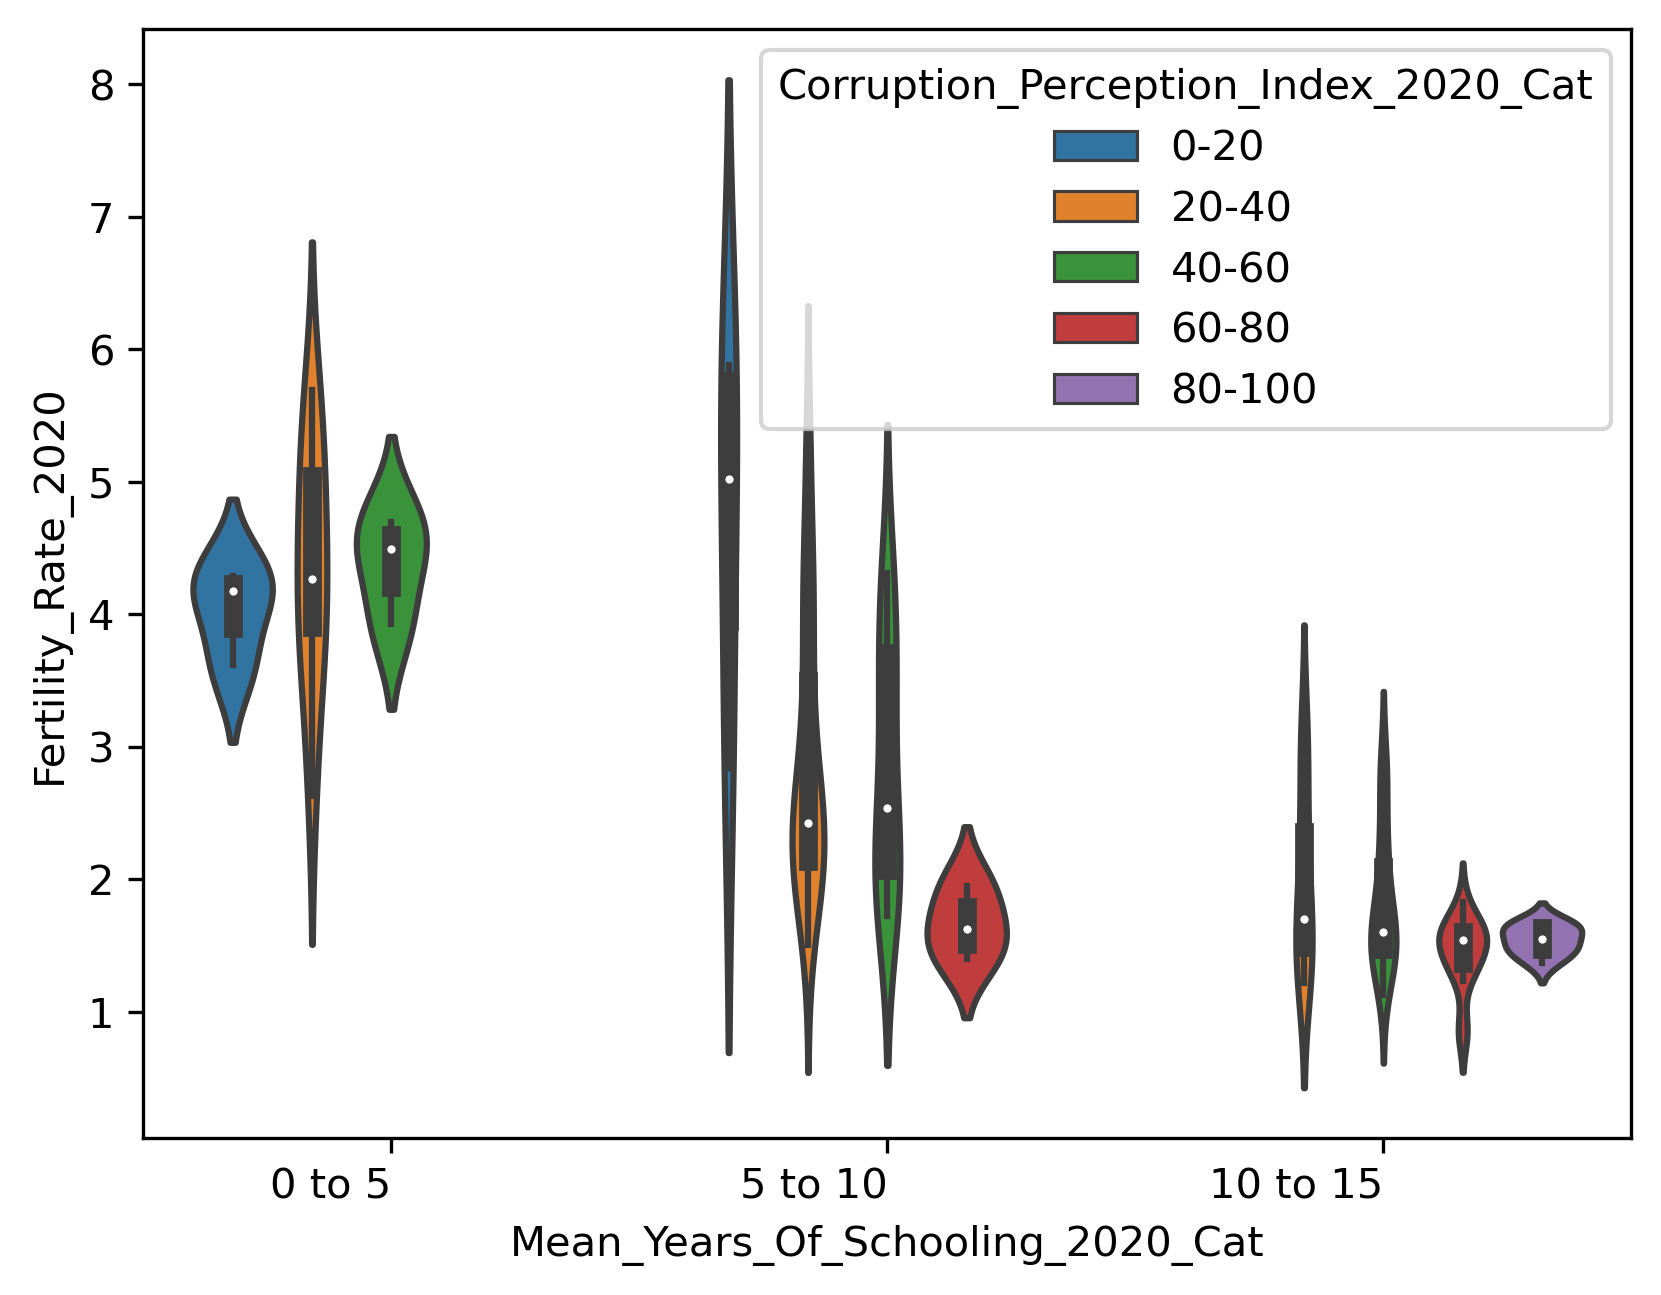 Corruption_Perception_Index_2020_Cat
0-20
20-40
40-60
60-80
80-100
8
7
6
5
4
3
2
1
Fertility_Rate_2020
0 to 5
5 to 10
10 to 15
Mean_Years_Of_Schooling_2020_Cat